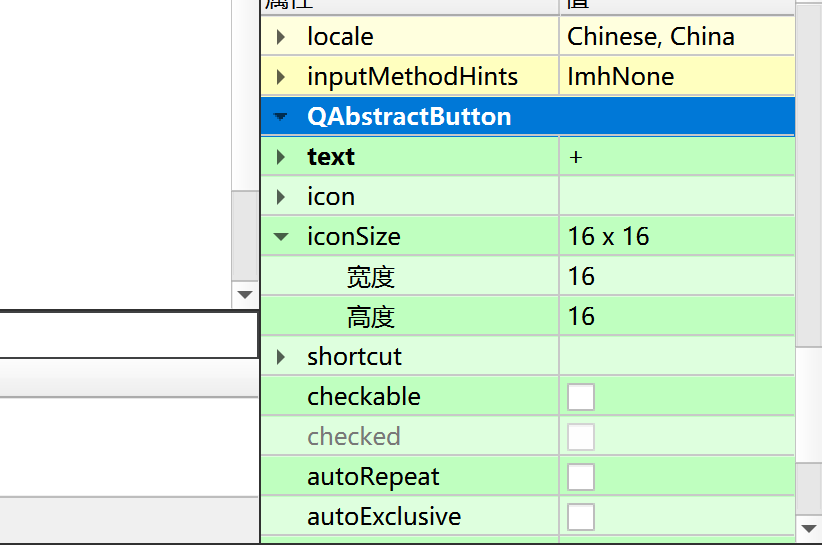 属性 值
locale Chinese, China
inputMethodHints ImhNone
QAbstractButton
text +
icon
iconSize 16 x 16
宽度 16
高度 16
shortcut
checkable
checked
autoRepeat
autoExclusive